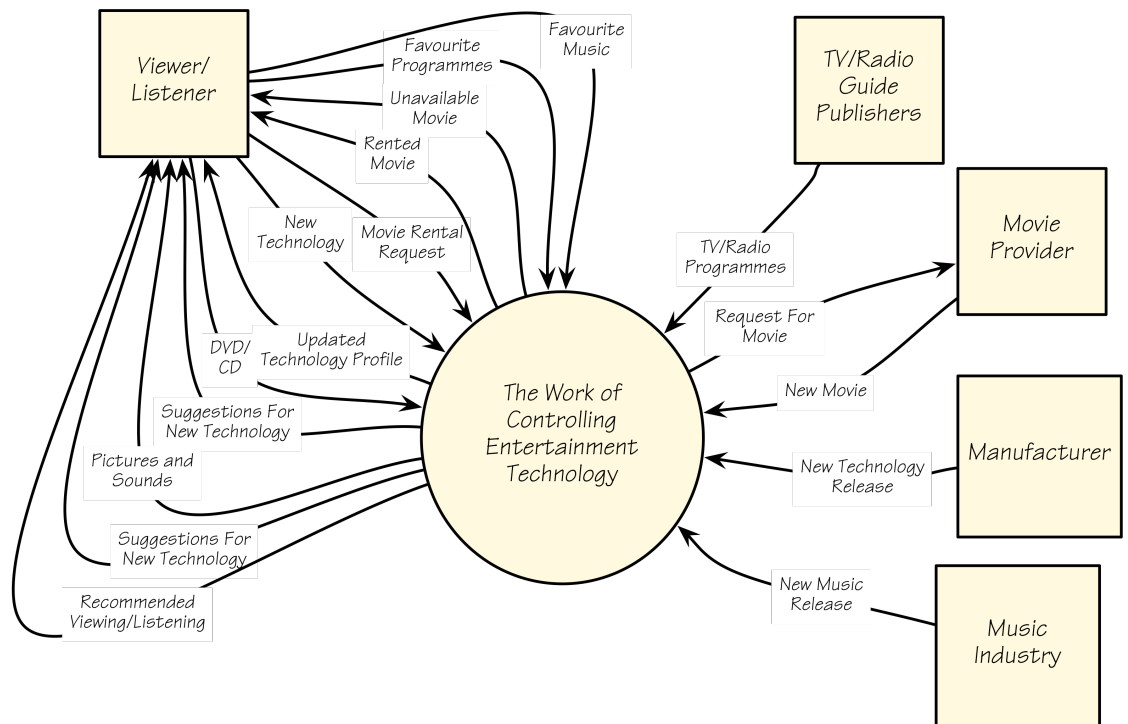 Viewer/
Listener
Favourite
Programmes
Favourite
Music
Unavailable
Movie
Rented
Movie
New
Technology
Movie Rental
Request
DVD/
CD
Updated
Technology Profile
Suggestions For
New Technology
Pictures and
Sounds
Suggestions For
New Technology
Recommended
Viewing/Listening
The Work of
Controlling
Entertainment
Technology
TV/Radio
Guide
Publishers
TV/Radio
Programmes
Movie
Provider
Request For
Movie
New Movie
Manufacturer
New Technology
Release
New Music
Release
Music
Industry